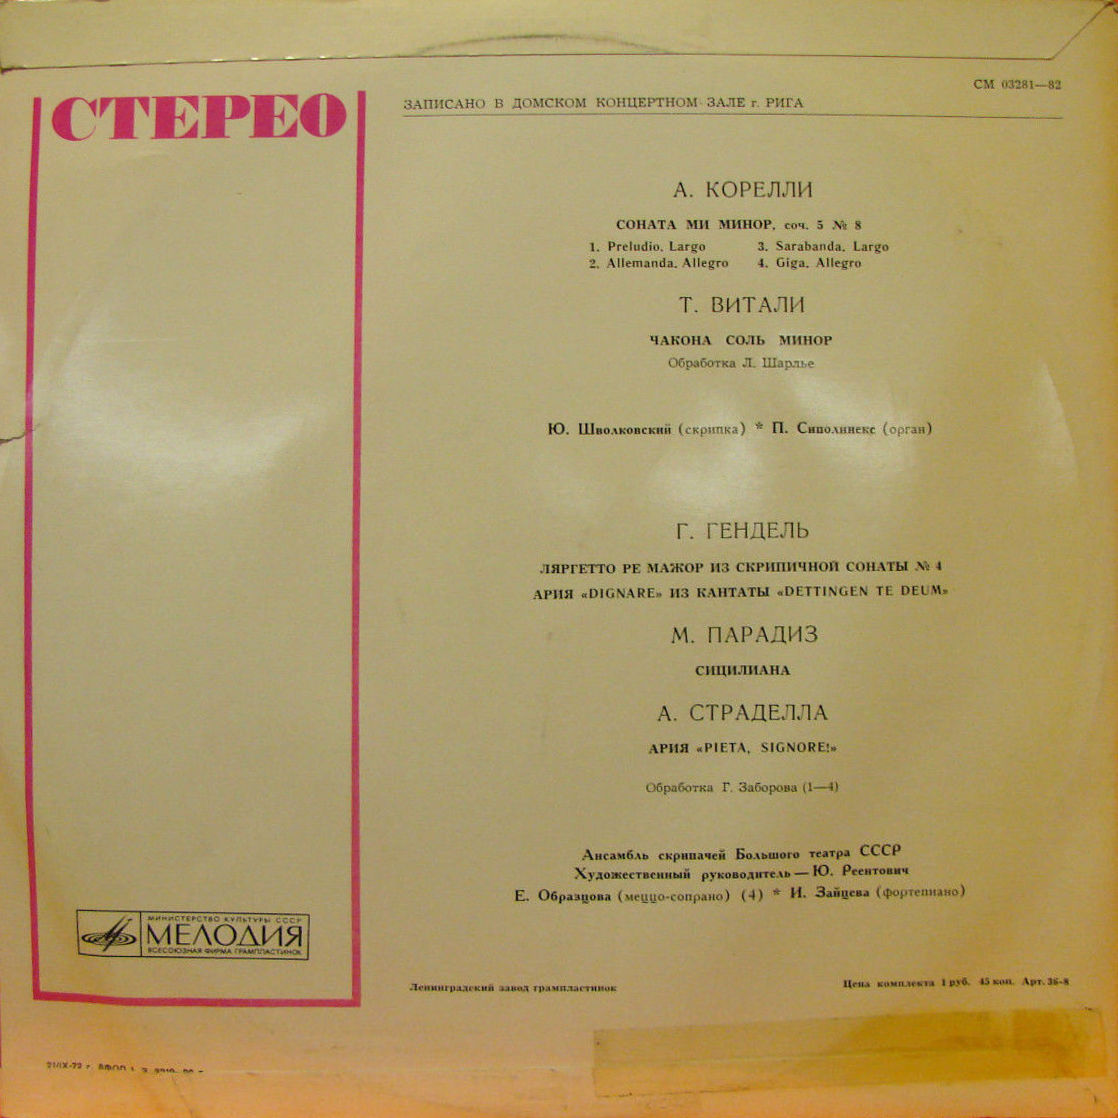 СМ 03281—82
СТЕРЕО
ЗАПИСАНО В ДОМСКОМ КОНЦЕРТНОМ ЗАЛЕ г. РИГА
А. КОРЕЛЛИ
СОНАТА МИ МИНОР, соч. 5 № 8
1. Preludio. Largo 3. Sarabanda. Largo
2. Allemanda. Allegro 4. Giga. Allegro
Т. ВИТАЛИ
ЧАКОНА СОЛЬ МИНОР
Обработка Л. Шарлье
Ю. Шволковский (скрипка) * П. Сиполниекс (орган)
Г. ГЕНДЕЛЬ
ЛЯРГЕТТО РЕ МАЖОР ИЗ СКРИПИЧНОЙ СОНАТЫ № 4
АРИЯ «DIGNARE» ИЗ КАНТАТЫ «DETTINGEN TE DEUM»
М. ПАРАДИЗ
СИЦИЛИАНА
А. СТРАДЕЛЛА
АРИЯ «PIETA, SIGNORE!»
Обработка Г. Заборова (1—4)
Ансамбль скрипачей Большого театра СССР
Художественный руководитель — Ю. Реентович
Е. Образцова (меццо-сопрано) (4) * И. Зайцева (фортепиано)
МИНИСТЕРСТВО КУЛЬТУРЫ СССР
МЕЛОДИЯ
ВСЕСОЮЗНАЯ ФИРМА ГРАМПЛАСТИНОК
Ленинградский завод грампластинок
Цена комплекта 1 руб. 45 коп. Арт. 36-8
21/IX-72 г.